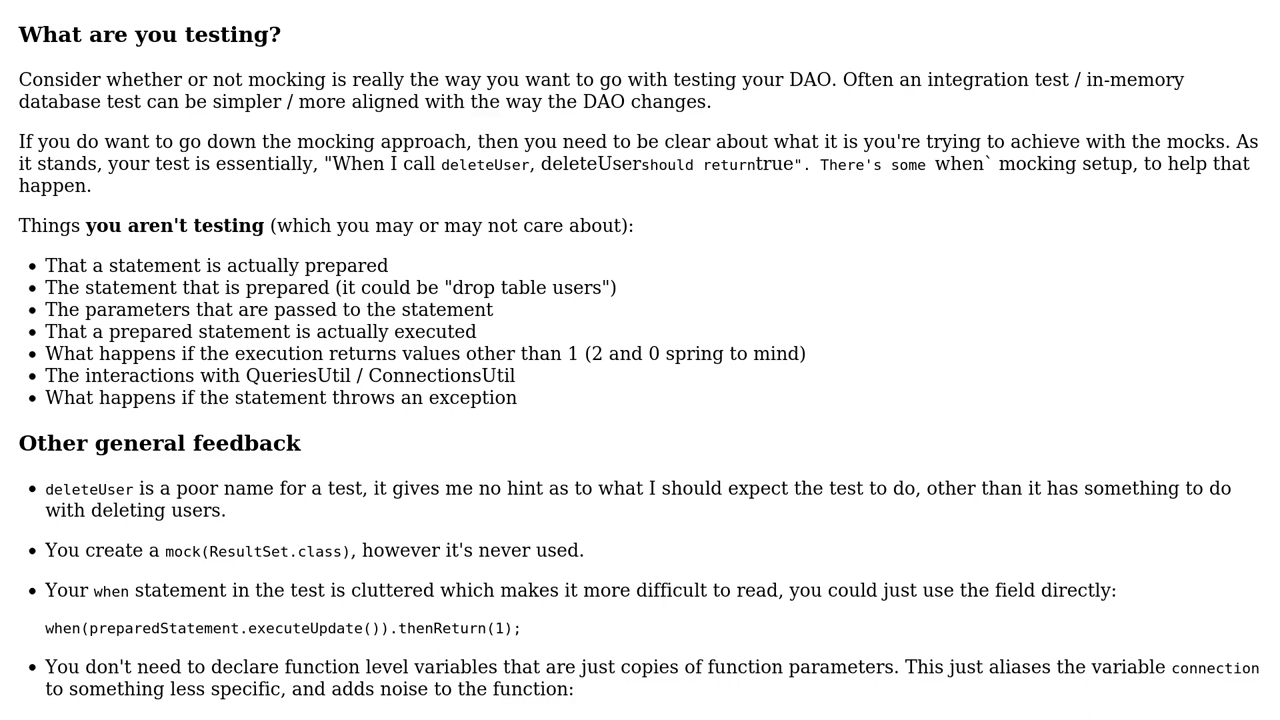 What are you testing?
Consider whether or not mocking is really the way you want to go with testing your DAO. Often an integration test / in-memory
database test can be simpler / more aligned with the way the DAO changes.
If you do want to go down the mocking approach, then you need to be clear about what it is you're trying to achieve with the mocks. As
it stands, your test is essentially, "When I call deleteUser, deleteUsershould returntrue". There's some when` mocking setup, to help that
happen.
Things you aren't testing (which you may or may not care about):
• That a statement is actually prepared
• The statement that is prepared (it could be "drop table users")
• The parameters that are passed to the statement
• That a prepared statement is actually executed
• What happens if the execution returns values other than 1 (2 and 0 spring to mind)
• The interactions with QueriesUtil / ConnectionsUtil
• What happens if the statement throws an exception
Other general feedback
• deleteUser is a poor name for a test, it gives me no hint as to what I should expect the test to do, other than it has something to do
with deleting users.
• You create a mock(ResultSet.class), however it's never used.
• Your when statement in the test is cluttered which makes it more difficult to read, you could just use the field directly:
when(preparedStatement.executeUpdate()).thenReturn(1);
• You don't need to declare function level variables that are just copies of function parameters. This just aliases the variable connection
to something less specific, and adds noise to the function: